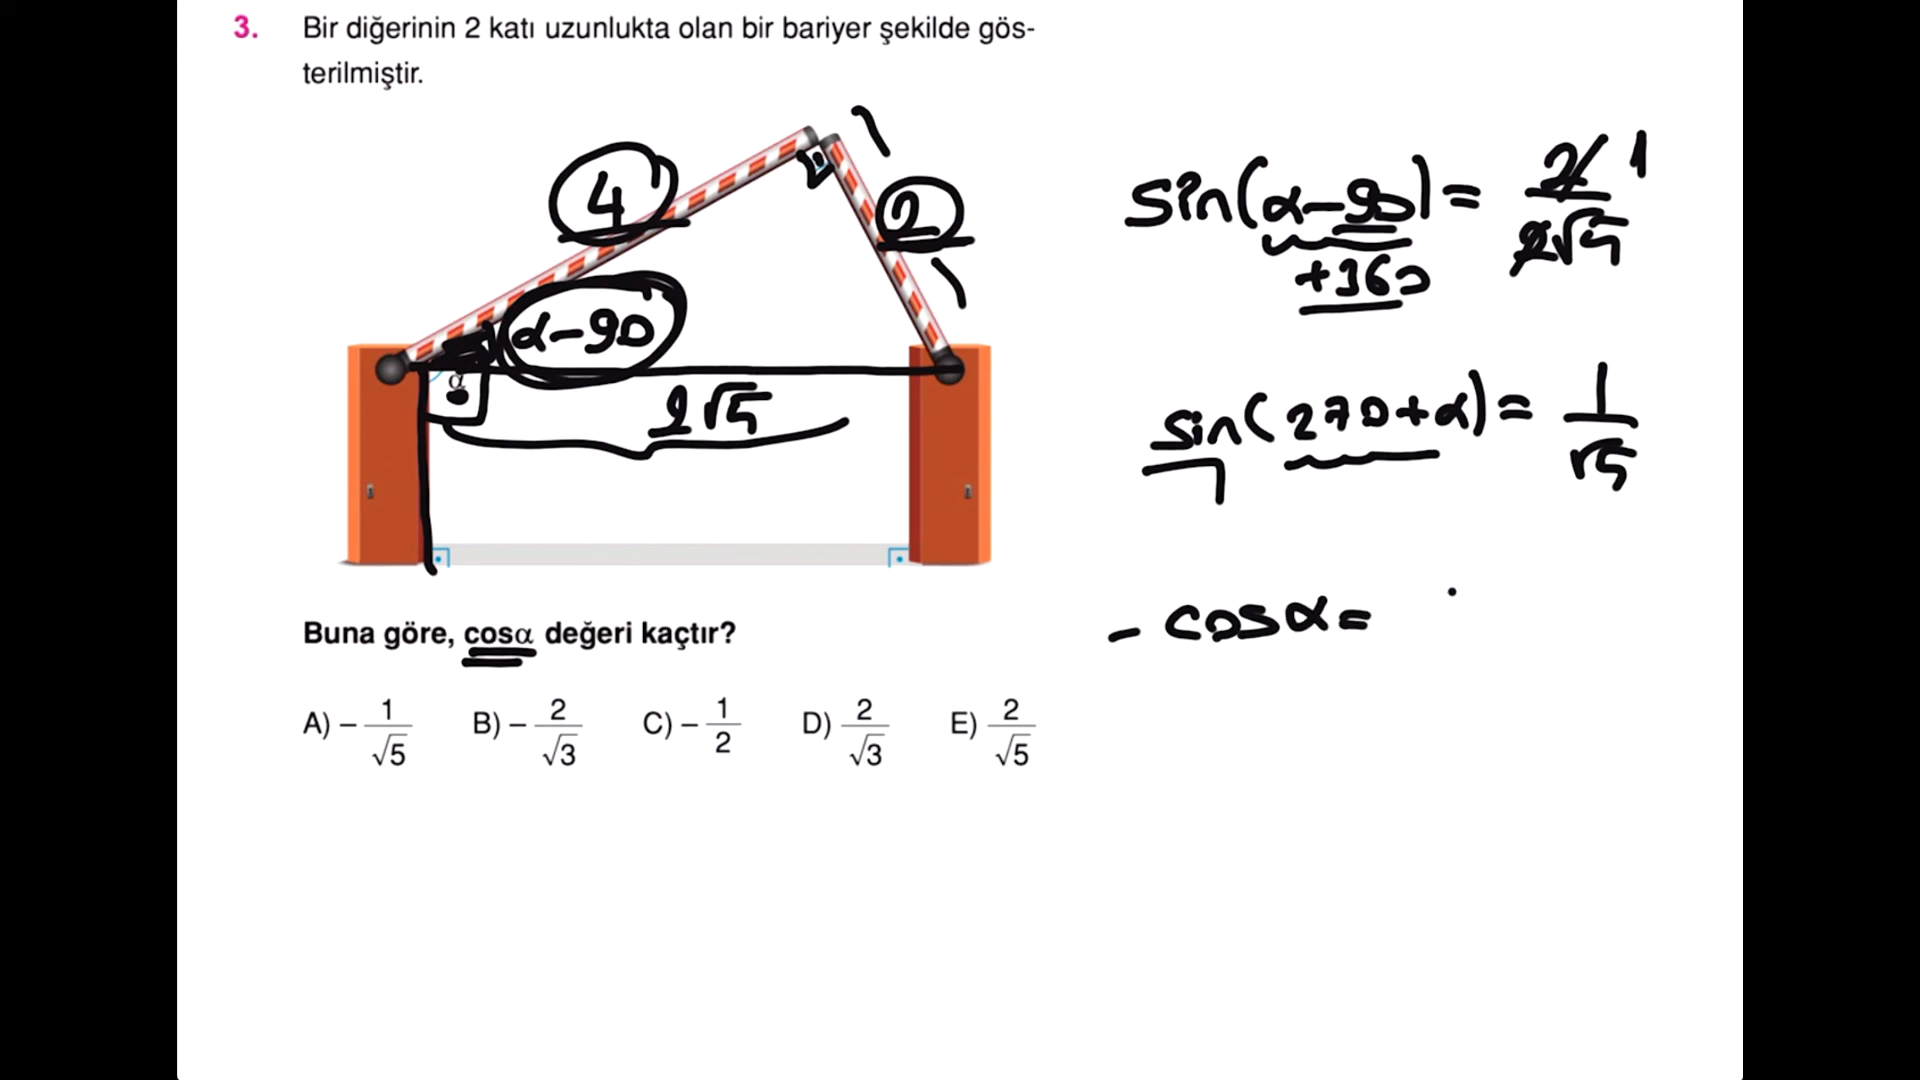 3. Bir diğerinin 2 katı uzunlukta olan bir bariyer şekilde gös-
terilmiştir.
4
2
α-90
α
2√5
sin(α-90)= 2/2√5 1
+360
sin(270+α)= 1/√5
- cosα=
Buna göre, cosα değeri kaçtır?
A) - 1/√5 B) - 2/√3 C) - 1/2 D) 2/√3 E) 2/√5